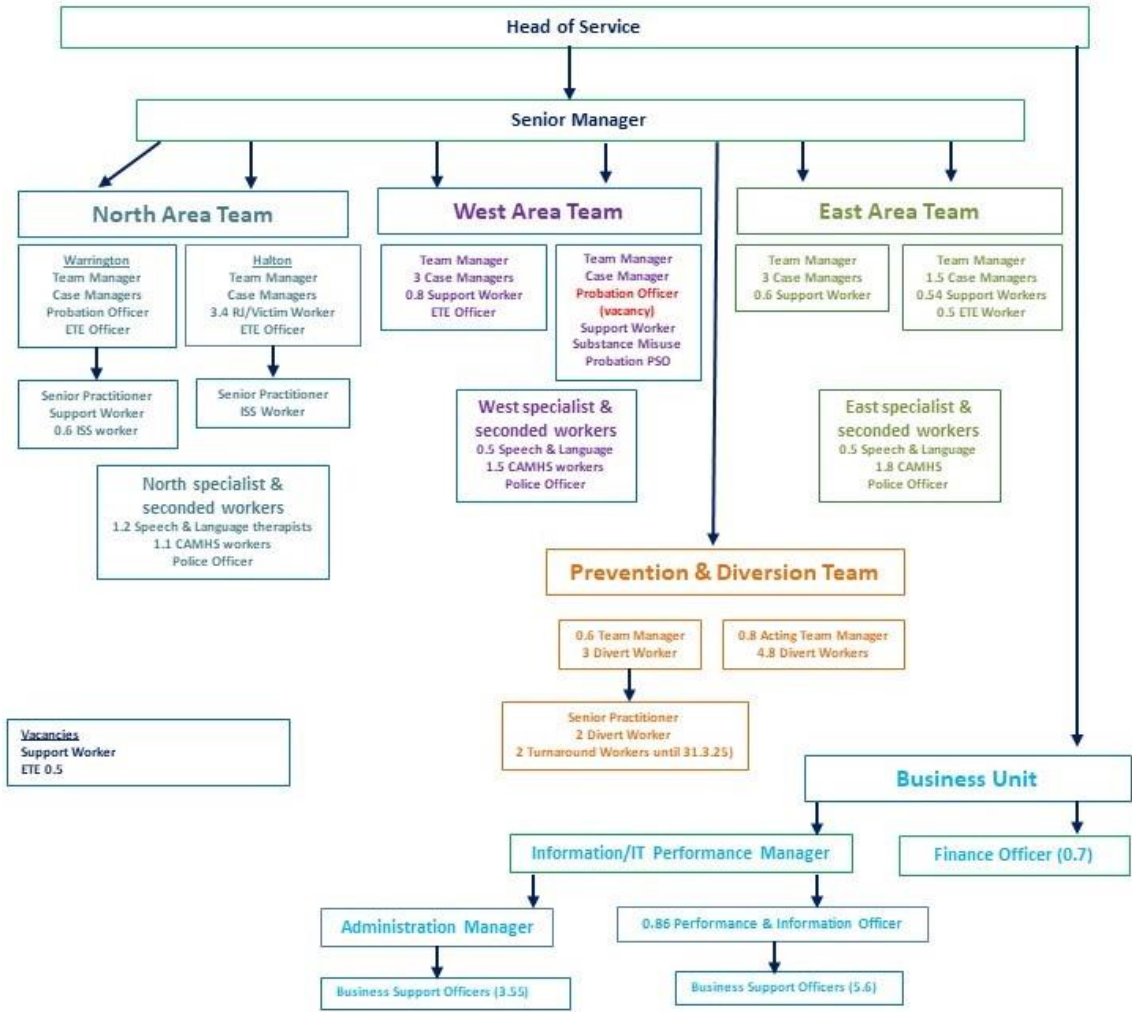 Head of Service
Senior Manager
North Area Team
Warrington
Team Manager
Case Managers
Probation Officer
ETE Officer
Halton
Team Manager
Case Managers
3.4 RJ/Victim Worker
ETE Officer
Senior Practitioner
Support Worker
0.6 ISS worker
Senior Practitioner
ISS Worker
North specialist &
seconded workers
1.2 Speech & Language therapists
1.1 CAMHS workers
Police Officer
West Area Team
Team Manager
3 Case Managers
0.8 Support Worker
ETE Officer
Team Manager
Case Manager
Probation Officer
(vacancy)
Support Worker
Substance Misuse
Probation PSO
West specialist &
seconded workers
0.5 Speech & Language
1.5 CAMHS workers
Police Officer
East Area Team
Team Manager
3 Case Managers
0.6 Support Worker
Team Manager
1.5 Case Managers
0.54 Support Workers
0.5 ETE Worker
East specialist &
seconded workers
0.5 Speech & Language
1.8 CAMHS
Police Officer
Prevention & Diversion Team
0.6 Team Manager
3 Divert Worker
0.8 Acting Team Manager
4.8 Divert Workers
Senior Practitioner
2 Divert Worker
2 Turnaround Workers until 31.3.25)
Vacancies
Support Worker
ETE 0.5
Business Unit
Information/IT Performance Manager
Finance Officer (0.7)
Administration Manager
0.86 Performance & Information Officer
Business Support Officers (3.55)
Business Support Officers (5.6)